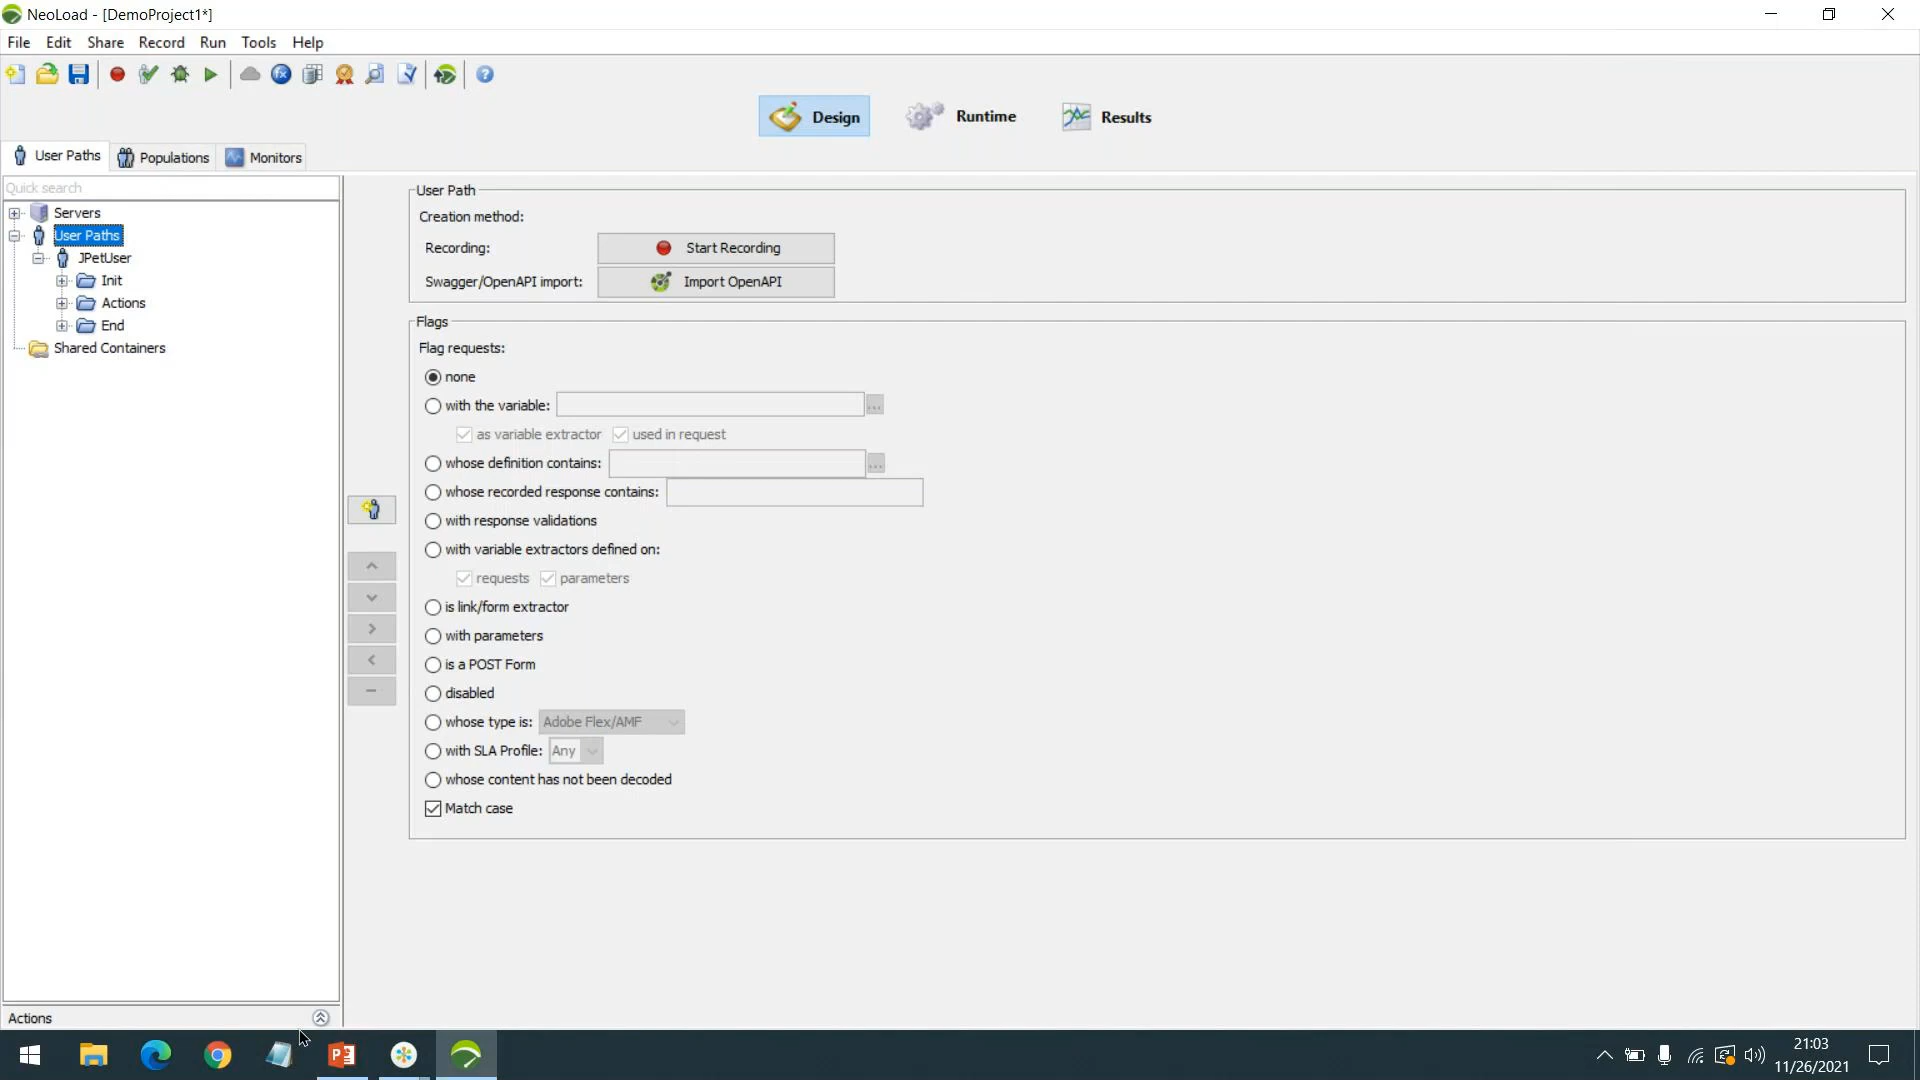 NeoLoad - [DemoProject1*]
File Edit Share Record Run Tools Help
Design Runtime Results
User Paths Populations Monitors
Quick search
Servers
User Paths
JPetUser
Init
Actions
End
Shared Containers
User Path
Creation method:
Recording: Start Recording
Swagger/OpenAPI import: Import OpenAPI
Flags
Flag requests:
none
with the variable: ...
as variable extractor used in request
whose definition contains: ...
whose recorded response contains:
with response validations
with variable extractors defined on:
requests parameters
is link/form extractor
with parameters
is a POST Form
disabled
whose type is: Adobe Flex/AMF
with SLA Profile: Any
whose content has not been decoded
Match case
Actions
21:03
11/26/2021